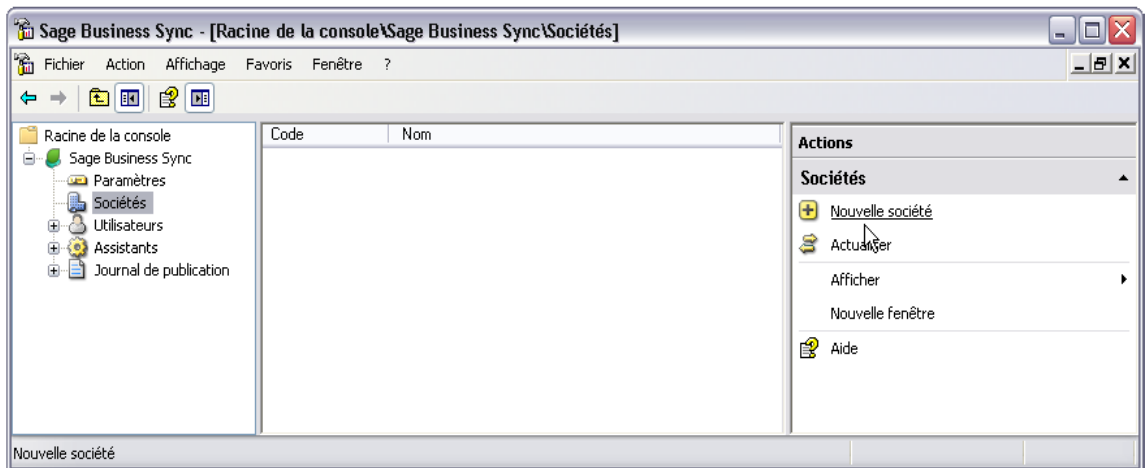 Sage Business Sync - [Racine de la console\Sage Business Sync\Sociétés]
Fichier Action Affichage Favoris Fenêtre ?
Racine de la console
Sage Business Sync
Paramètres
Sociétés
Utilisateurs
Assistants
Journal de publication
Code Nom
Actions
Sociétés
Nouvelle société
Actualiser
Afficher
Nouvelle fenêtre
Aide
Nouvelle société